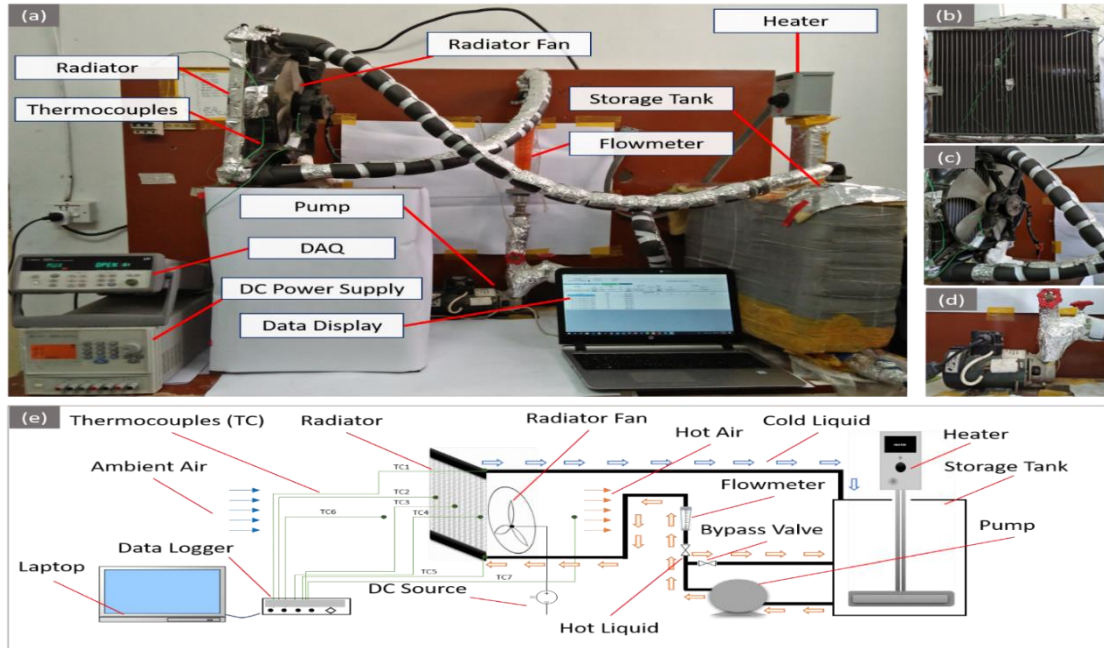 (a)
Heater
Radiator Fan
Radiator
Thermocouples
Storage Tank
Flowmeter
Pump
DAQ
DC Power Supply
Data Display
(b)
(c)
(d)
(e)
Thermocouples (TC)
Radiator
Radiator Fan
Hot Air
Cold Liquid
Heater
Ambient Air
Flowmeter
Storage Tank
TC1
TC2
TC3
TC4
TC6
Bypass Valve
Pump
Data Logger
Laptop
TC5
TC7
DC Source
Hot Liquid